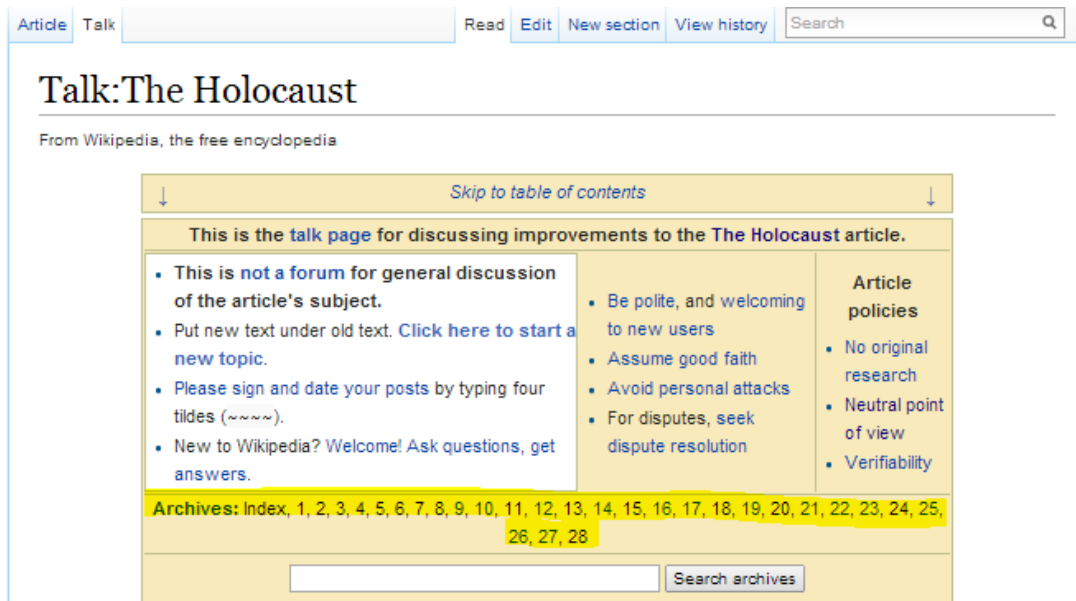 Article Talk Read Edit New section View history Search
Talk:The Holocaust
From Wikipedia, the free encyclopedia
↓ Skip to table of contents ↓
This is the talk page for discussing improvements to the The Holocaust article.
• This is not a forum for general discussion
of the article's subject.
• Put new text under old text. Click here to start a
new topic.
• Please sign and date your posts by typing four
tildes (~~~~).
• New to Wikipedia? Welcome! Ask questions, get
answers.
• Be polite, and welcoming
to new users
• Assume good faith
• Avoid personal attacks
• For disputes, seek
dispute resolution
Article
policies
• No original
research
• Neutral point
of view
• Verifiability
Archives: Index, 1, 2, 3, 4, 5, 6, 7, 8, 9, 10, 11, 12, 13, 14, 15, 16, 17, 18, 19, 20, 21, 22, 23, 24, 25,
26, 27, 28
Search archives